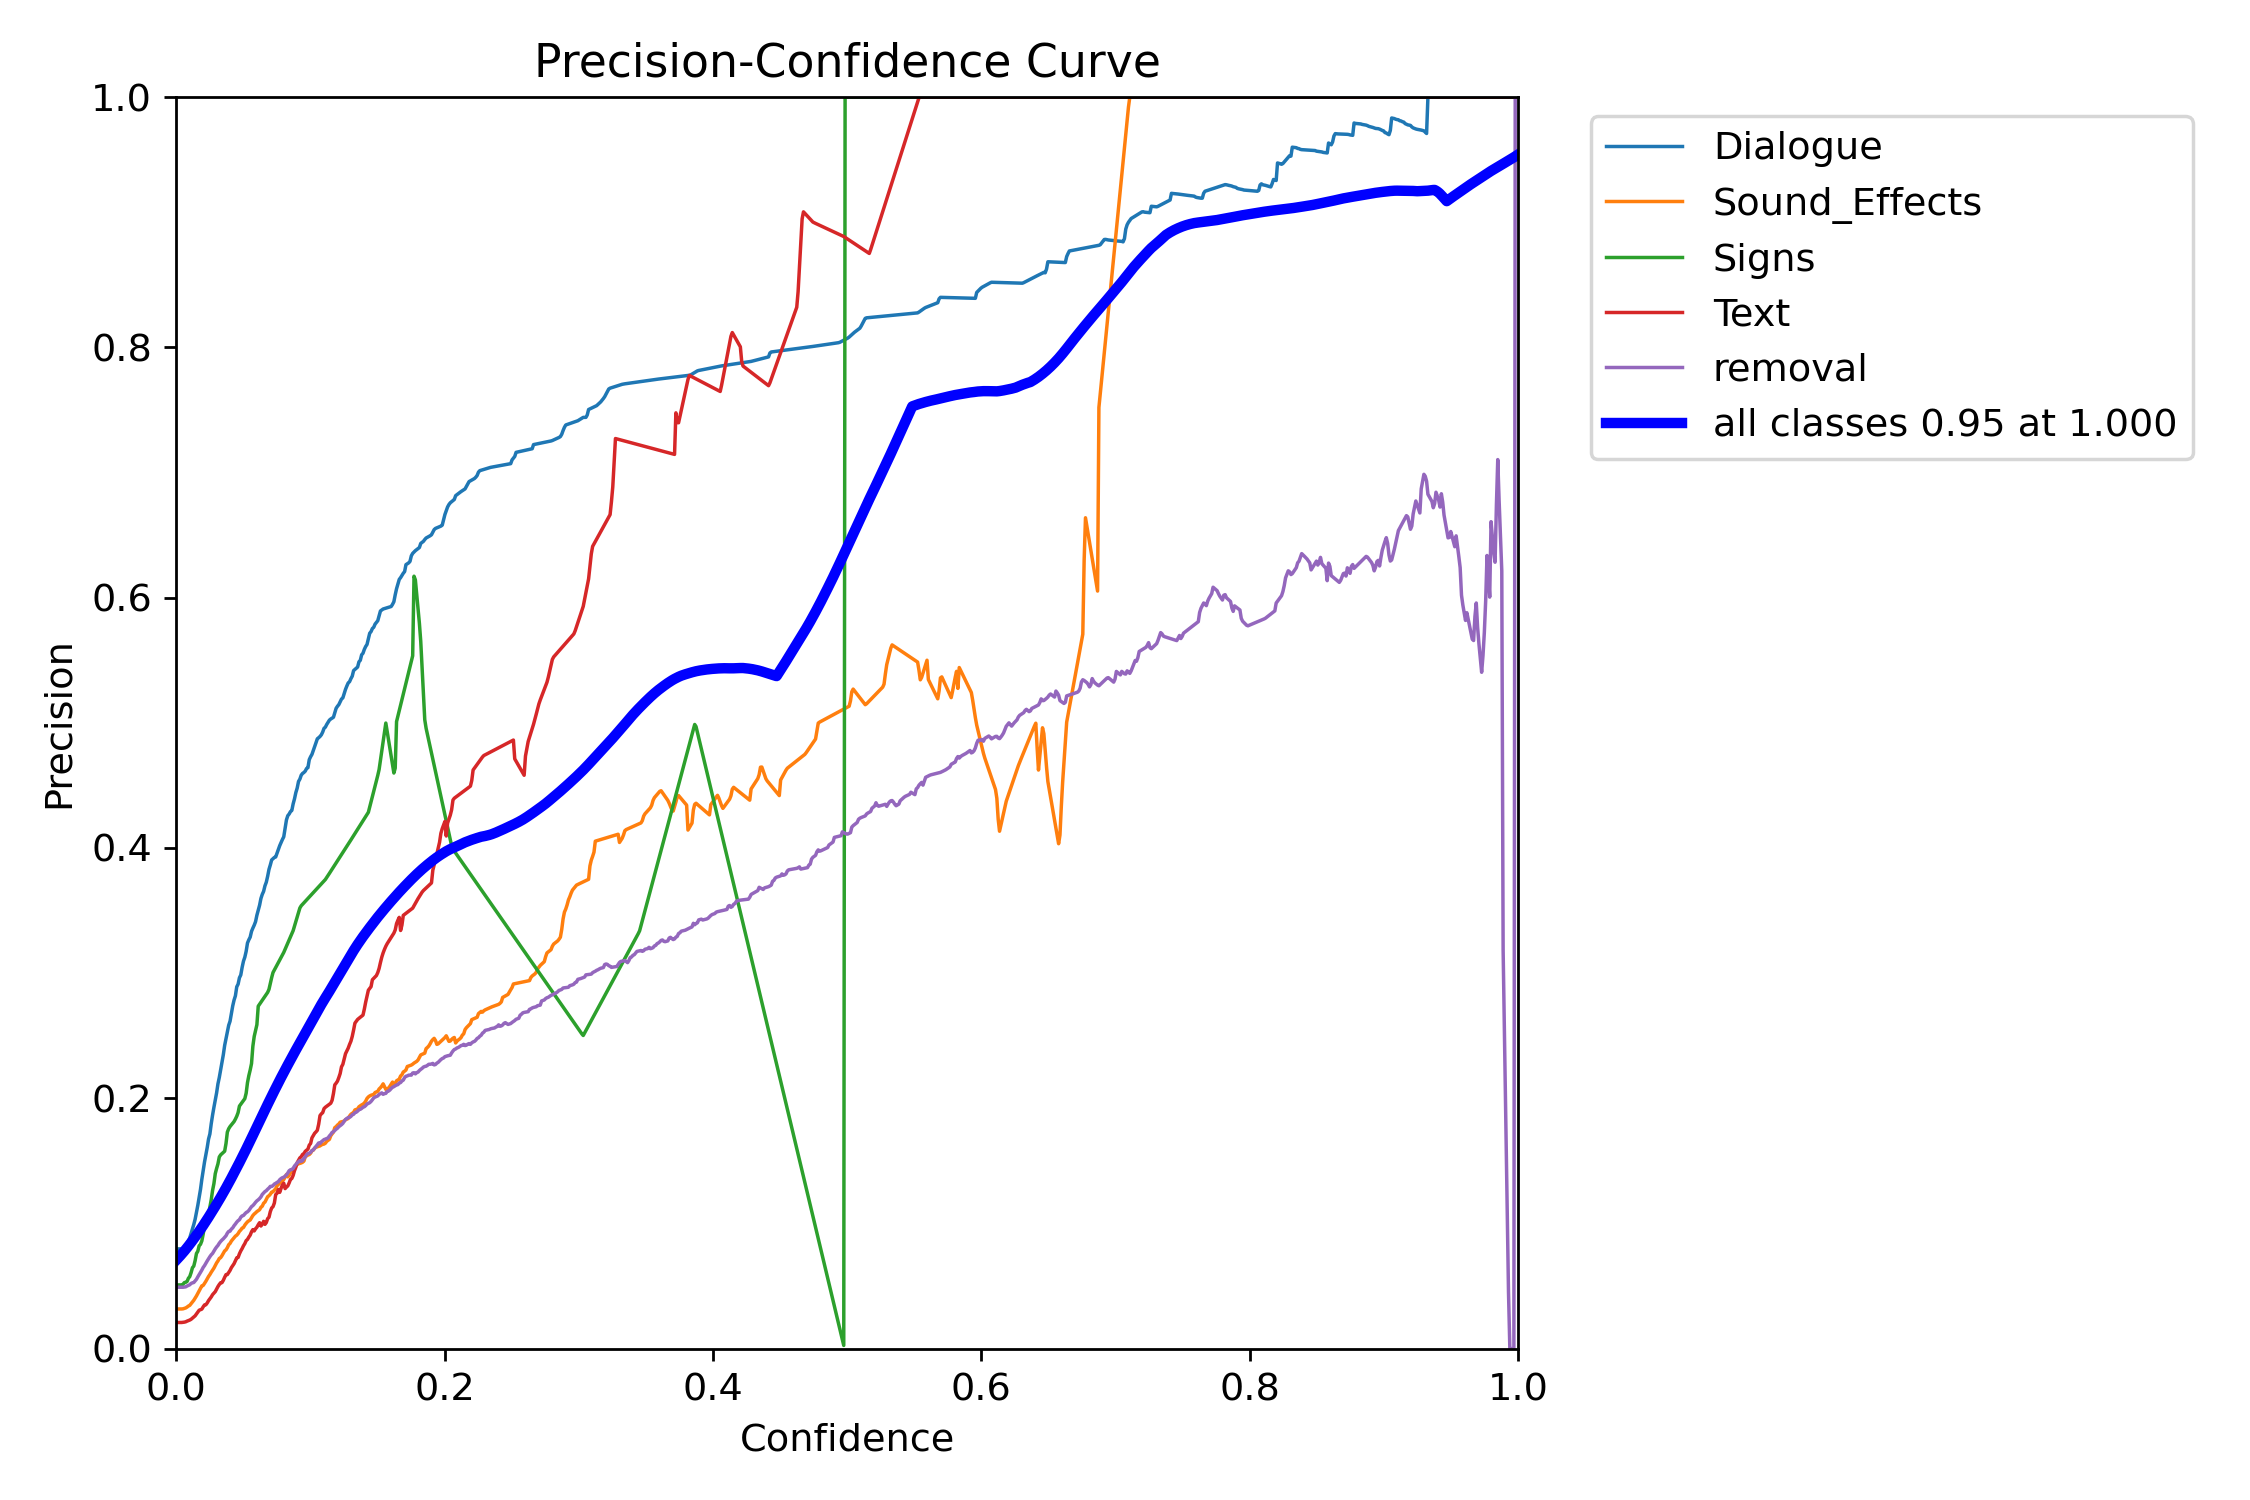 Precision-Confidence Curve
1.0
0.8
0.6
0.4
0.2
0.0
Precision
0.0 0.2 0.4 0.6 0.8 1.0
Confidence
Dialogue
Sound_Effects
Signs
Text
removal
all classes 0.95 at 1.000